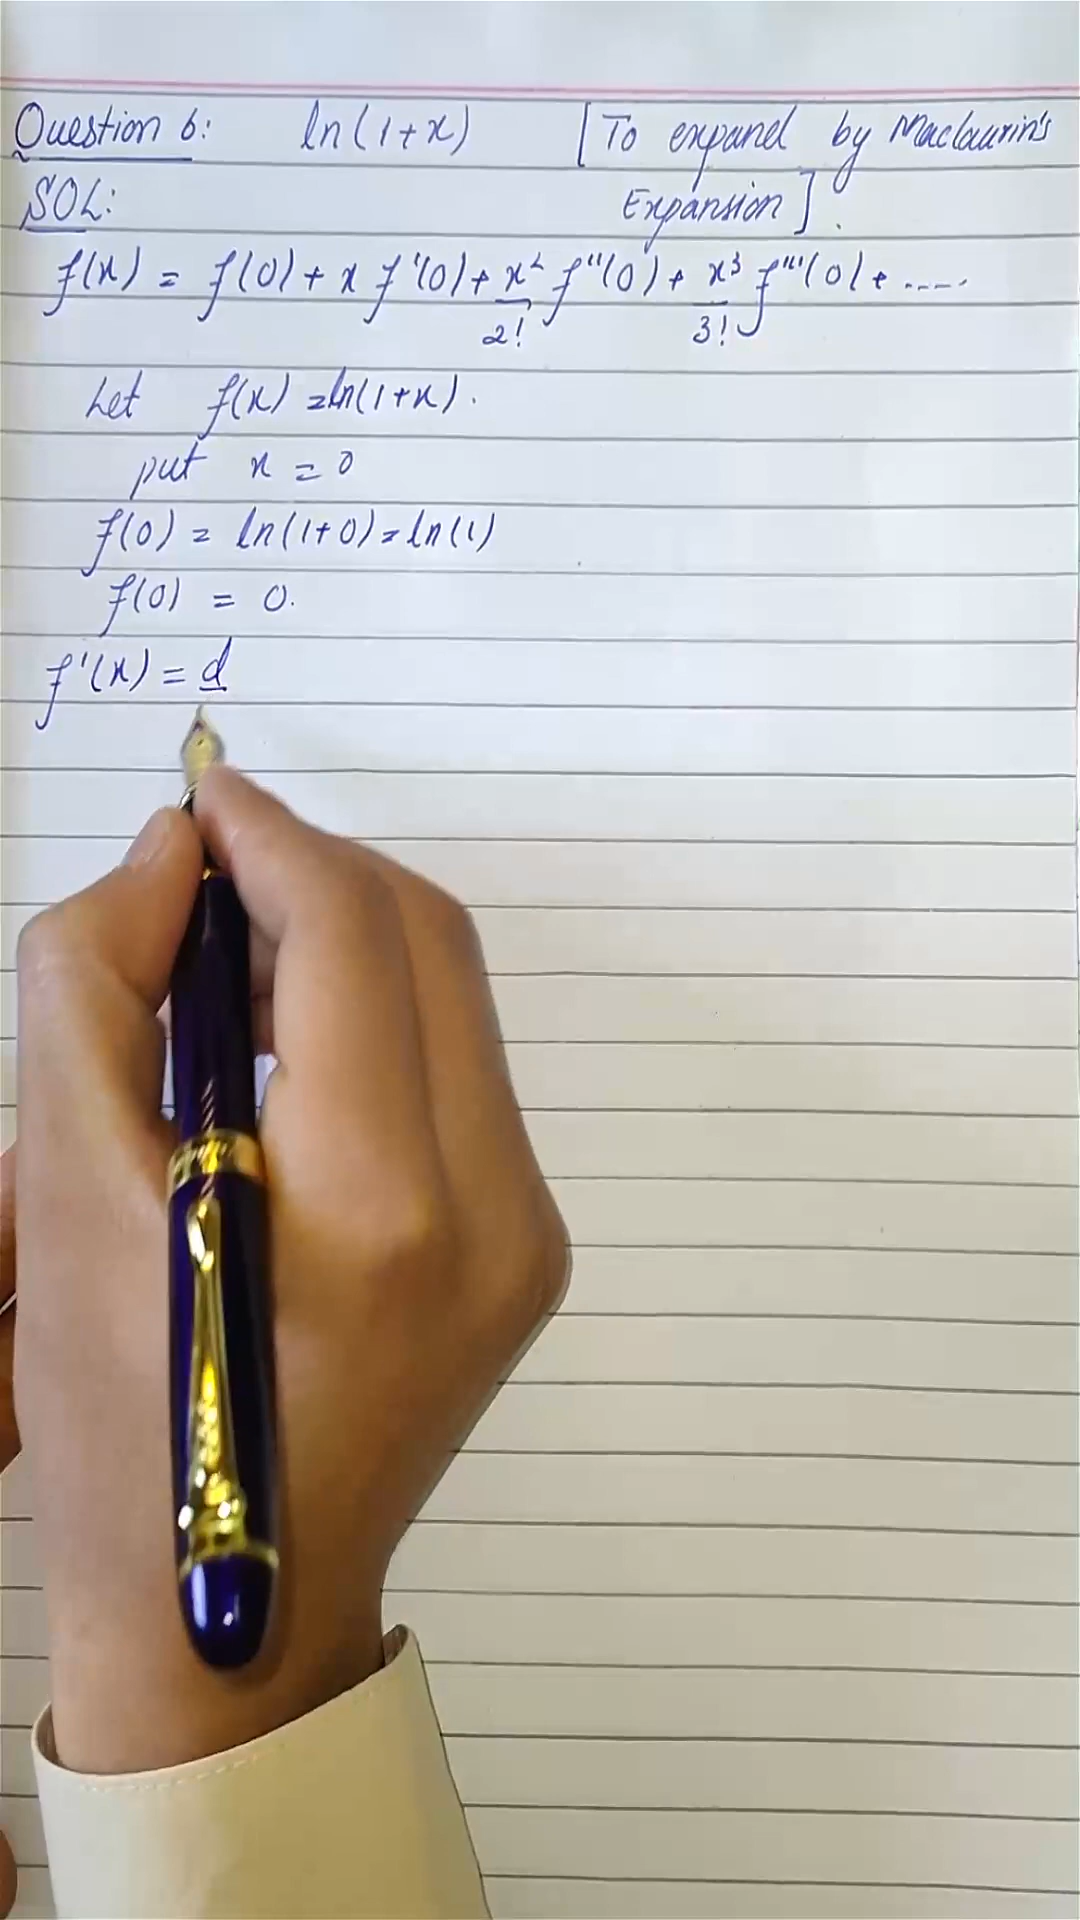 Question 6: ln(1+x) [To expand by Maclaurin's
SOL: Expansion].
f(x) = f(0) + x f'(0) + x²/2! f''(0) + x³/3! f'''(0) + .....
Let f(x) = ln(1+x).
put x = 0
f(0) = ln(1+0) = ln(1)
f(0) = 0.
f'(x) = d